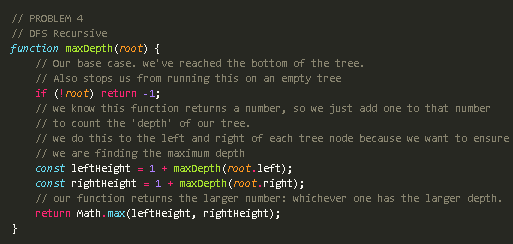 // PROBLEM 4
// DFS Recursive
function maxDepth(root) {
// Our base case. we've reached the bottom of the tree.
// Also stops us from running this on an empty tree
if (!root) return -1;
// we know this function returns a number, so we just add one to that number
// to count the 'depth' of our tree.
// we do this to the left and right of each tree node because we want to ensure
// we are finding the maximum depth
const leftHeight = 1 + maxDepth(root.left);
const rightHeight = 1 + maxDepth(root.right);
// our function returns the larger number: whichever one has the larger depth.
return Math.max(leftHeight, rightHeight);
}